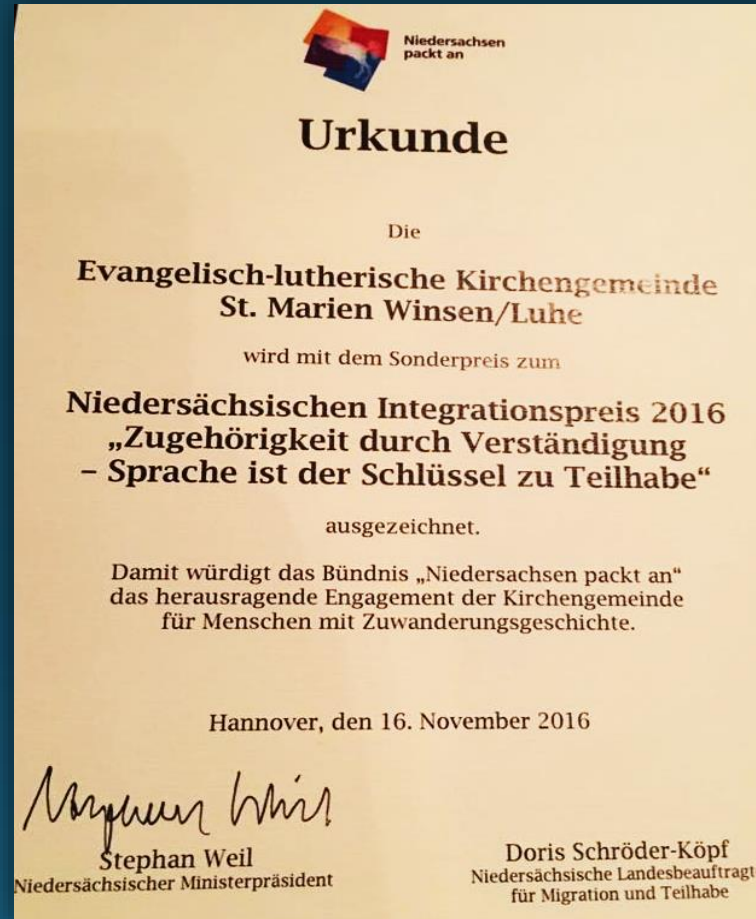 Niedersachsen
packt an
Urkunde
Die
Evangelisch-lutherische Kirchengemeinde
St. Marien Winsen/Luhe
wird mit dem Sonderpreis zum
Niedersächsischen Integrationspreis 2016
„Zugehörigkeit durch Verständigung
– Sprache ist der Schlüssel zu Teilhabe“
ausgezeichnet.
Damit würdigt das Bündnis „Niedersachsen packt an“
das herausragende Engagement der Kirchengemeinde
für Menschen mit Zuwanderungsgeschichte.
Hannover, den 16. November 2016
Stephan Weil
Stephan Weil
Niedersächsischer Ministerpräsident
Doris Schröder-Köpf
Niedersächsische Landesbeauftragt
für Migration und Teilhabe